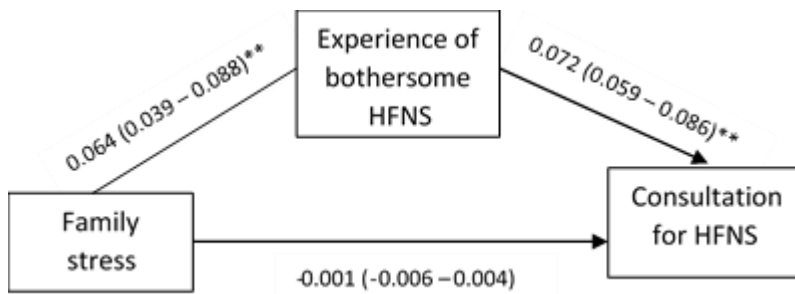 Experience of
bothersome
HFNS
0.064 (0.039 – 0.088)**
0.072 (0.059 – 0.086)**
Family
stress
Consultation
for HFNS
-0.001 (-0.006 – 0.004)